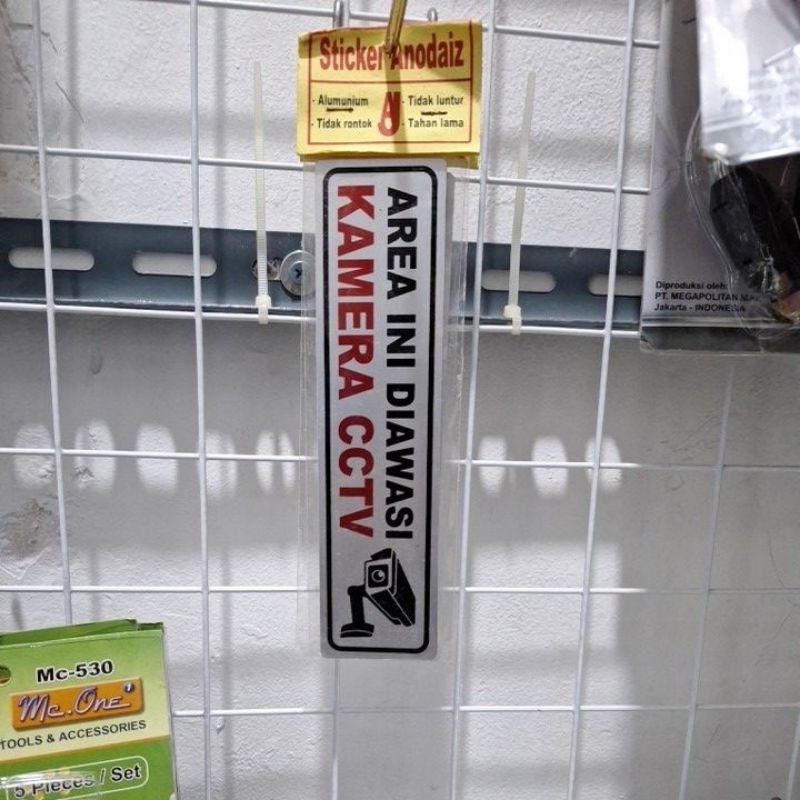 Sticker Anodaiz
- Alumunium
- Tidak luntur
- Tidak rontok
- Tahan lama
AREA INI DIAWASI
KAMERA CCTV
Diproduksi oleh:
PT. MEGAPOLITAN
Jakarta - INDONESIA
Mc-530
Mc.One
TOOLS & ACCESSORIES
5 Pieces / Set